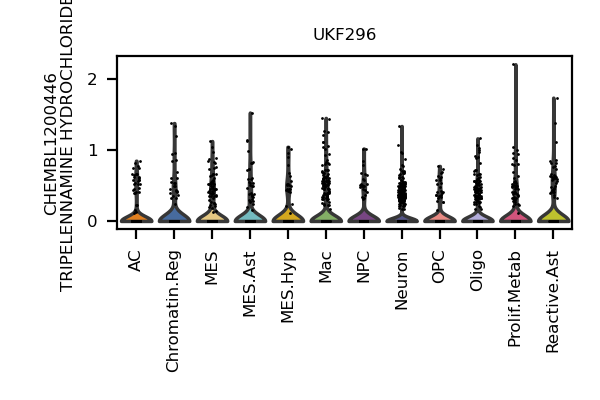 UKF296
CHEMBL1200446
TRIPELENNAMINE HYDROCHLORIDE
2
1
0
AC
Chromatin.Reg
MES
MES.Ast
MES.Hyp
Mac
NPC
Neuron
OPC
Oligo
Prolif.Metab
Reactive.Ast